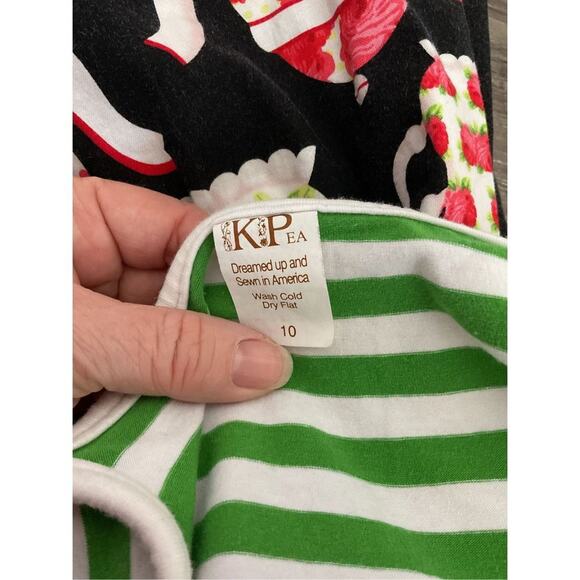 KPEA
Dreamed up and
Sewn in America
Wash Cold
Dry Flat
10